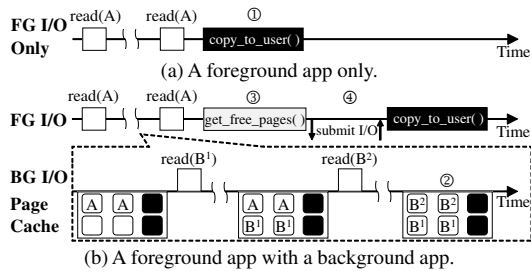 read(A) read(A) ①
FG I/O Only copy_to_user( ) Time
(a) A foreground app only.
read(A) read(A) ③ ④
FG I/O get_free_pages( ) submit I/O copy_to_user( ) Time
read(B¹) read(B²)
BG I/O ② Time
Page A A A A B² B²
Cache B¹ B¹ B¹ B¹
(b) A foreground app with a background app.